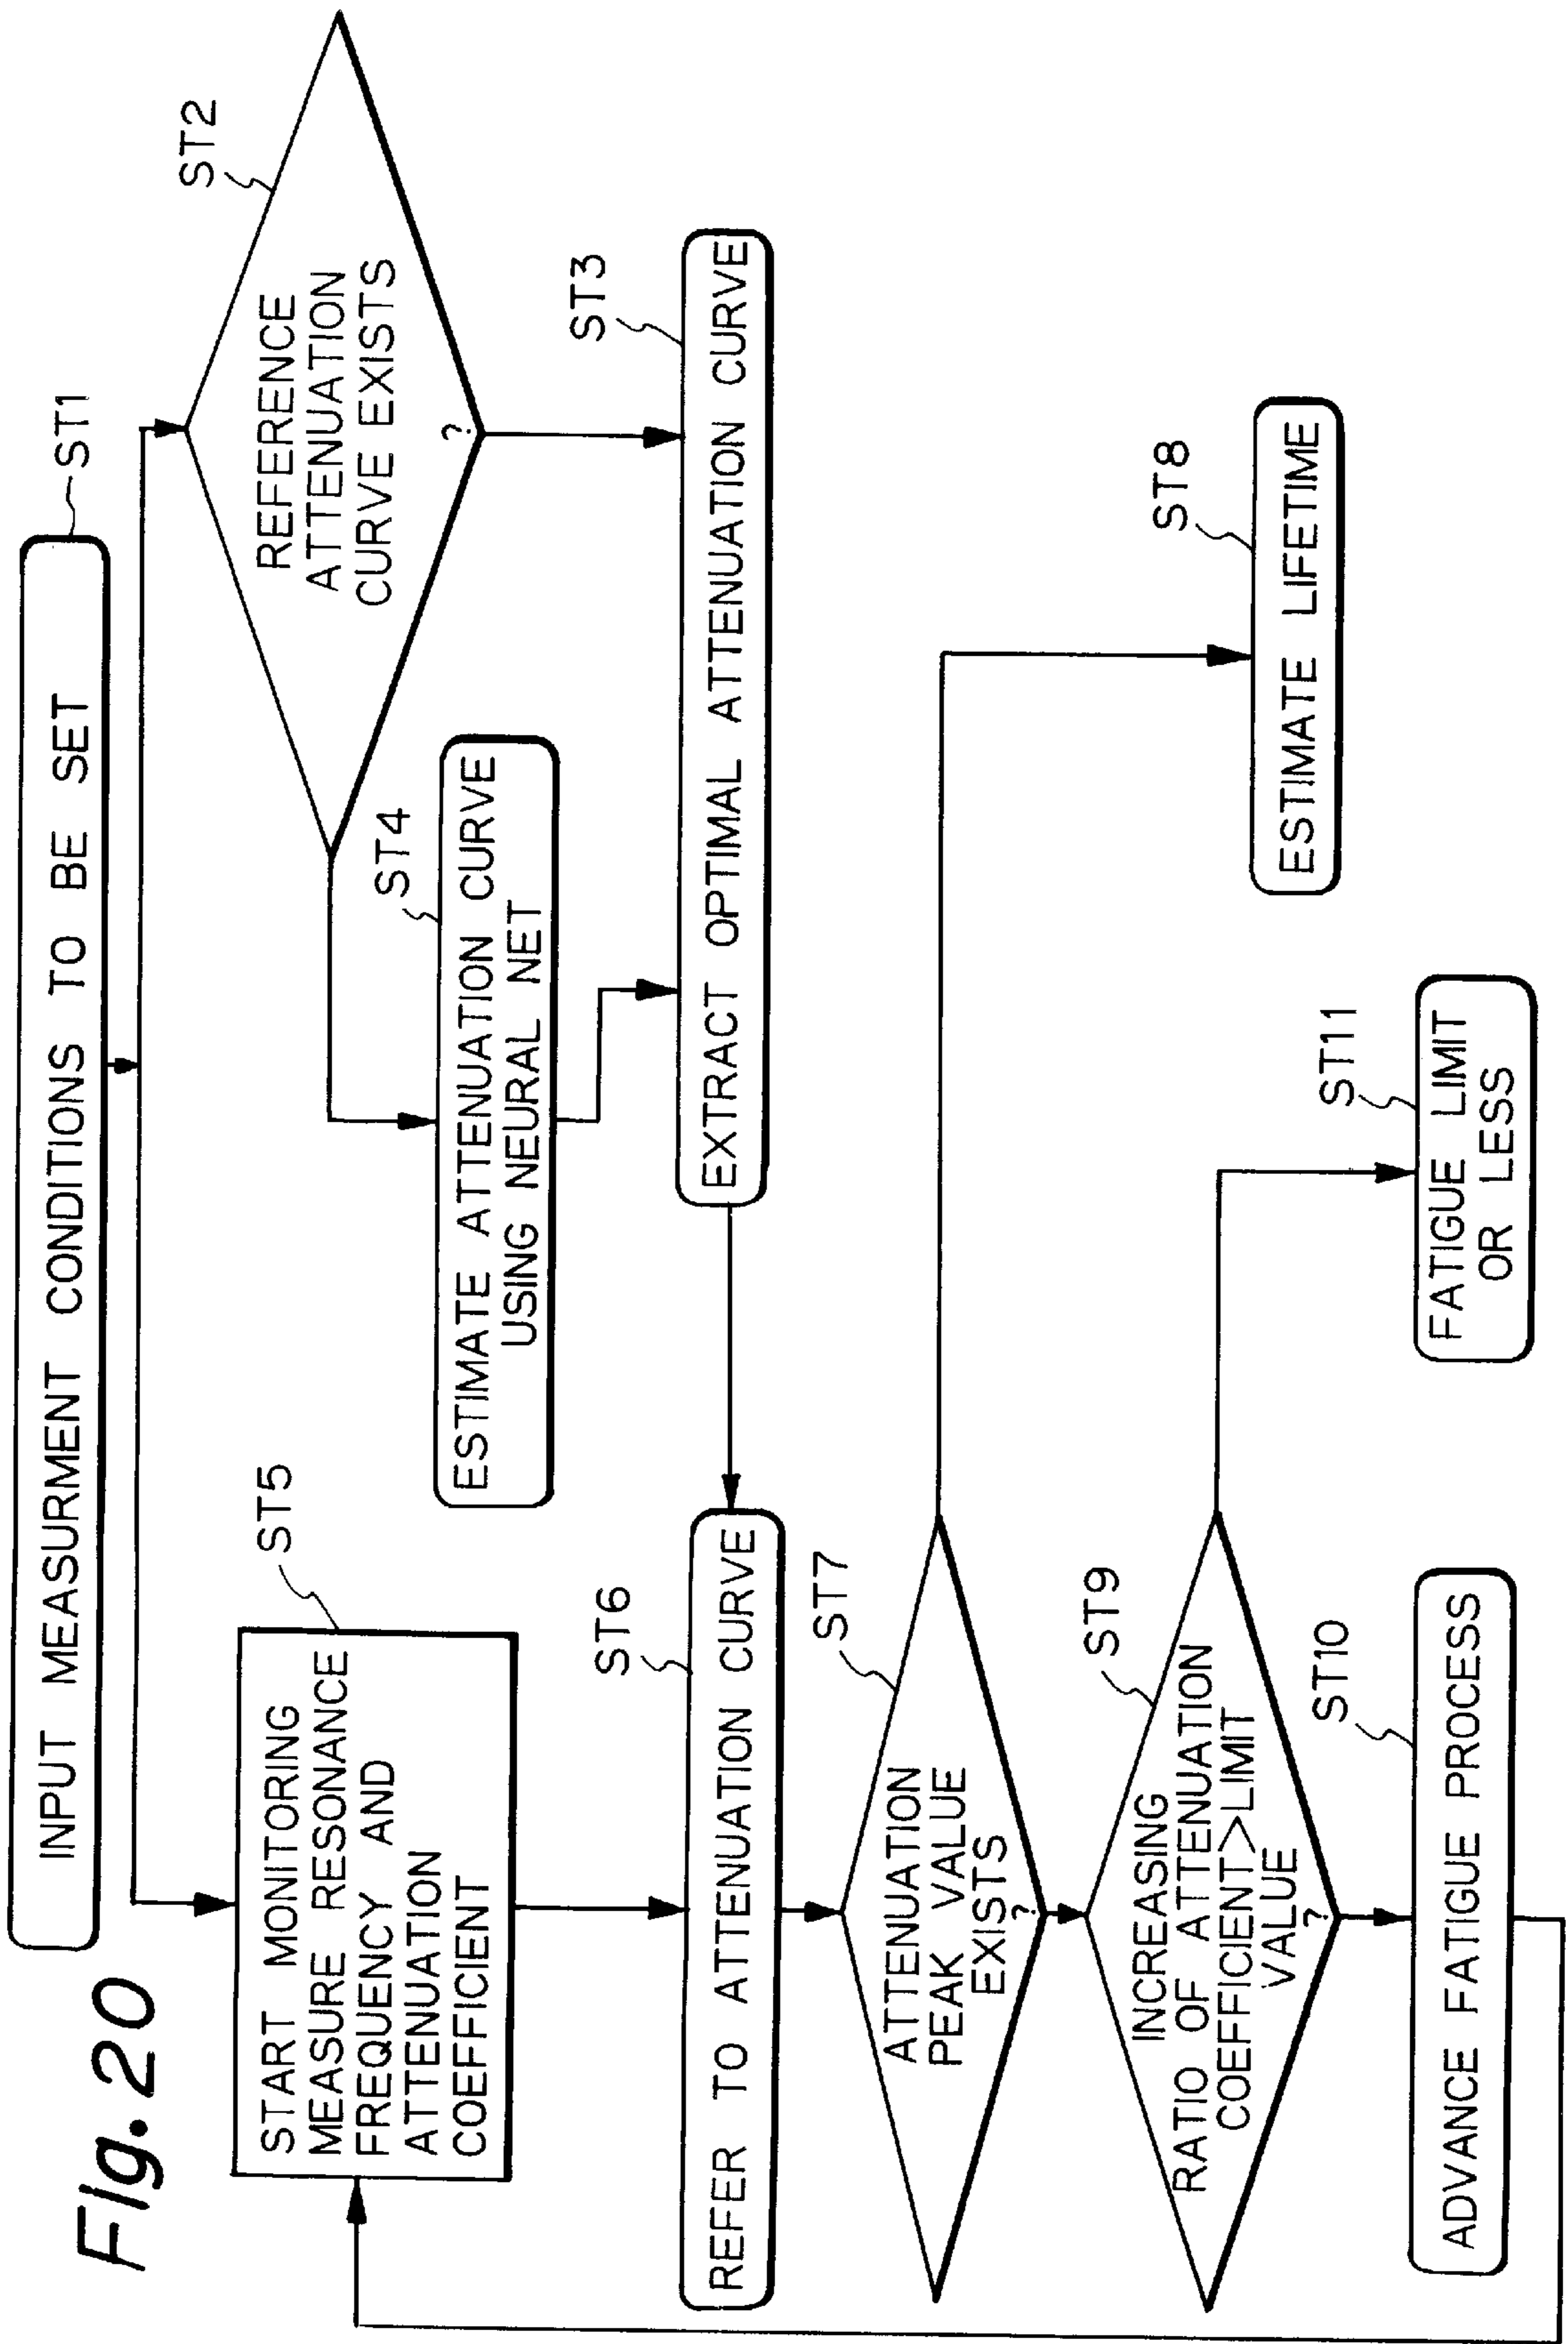 Fig. 20
INPUT MEASURMENT CONDITIONS TO BE SET
ST1
REFERENCE
ATTENUATION
CURVE EXISTS
?
ST2
ST4
ESTIMATE ATTENUATION CURVE
USING NEURAL NET
ST3
EXTRACT OPTIMAL ATTENUATION CURVE
ST5
START MONITORING
MEASURE RESONANCE
FREQUENCY AND
ATTENUATION
COEFFICIENT
ST6
REFER TO ATTENUATION CURVE
ST7
ATTENUATION
PEAK VALUE
EXISTS
?
ST8
ESTIMATE LIFETIME
ST9
INCREASING
RATIO OF ATTENUATION
COEFFICIENT>LIMIT
VALUE
?
ST10
ADVANCE FATIGUE PROCESS
ST11
FATIGUE LIMIT
OR LESS